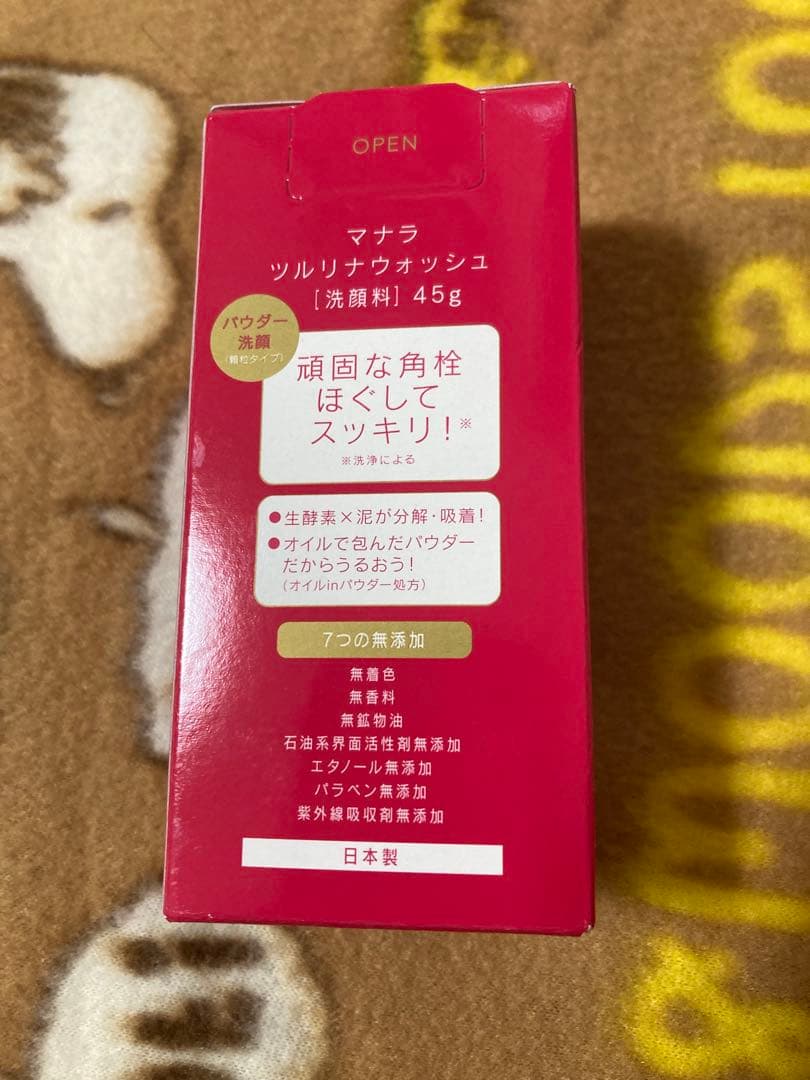 OPEN
マナラ
ツルリナウォッシュ
[洗顔料] 45g
パウダー
洗顔
(顆粒タイプ)
頑固な角栓
ほぐして
スッキリ!※
※洗浄による
●生酵素×泥が分解・吸着!
●オイルで包んだパウダー
だからうるおう!
(オイルinパウダー処方)
7つの無添加
無着色
無香料
無鉱物油
石油系界面活性剤無添加
エタノール無添加
パラベン無添加
紫外線吸収剤無添加
日本製